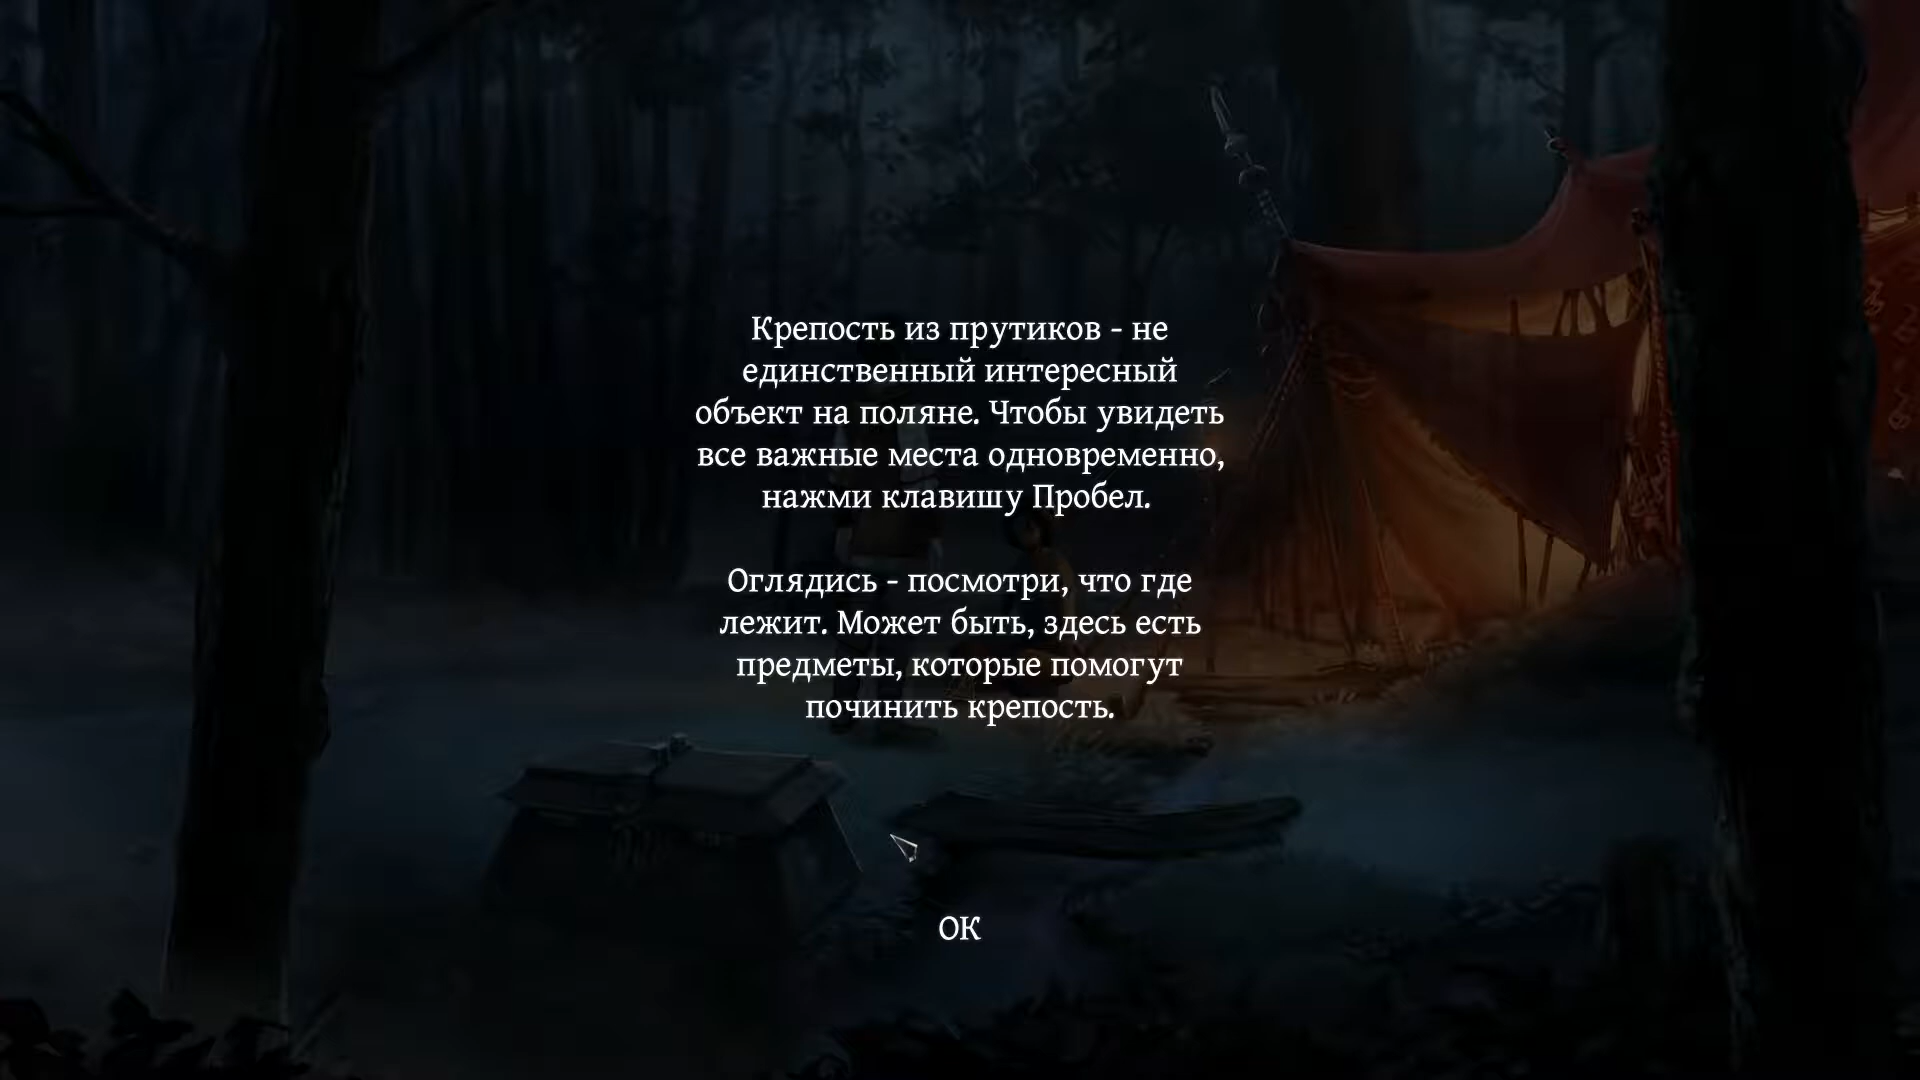 Крепость из прутиков - не
единственный интересный
объект на поляне. Чтобы увидеть
все важные места одновременно,
нажми клавишу Пробел.
Оглядись - посмотри, что где
лежит. Может быть, здесь есть
предметы, которые помогут
починить крепость.
ОК